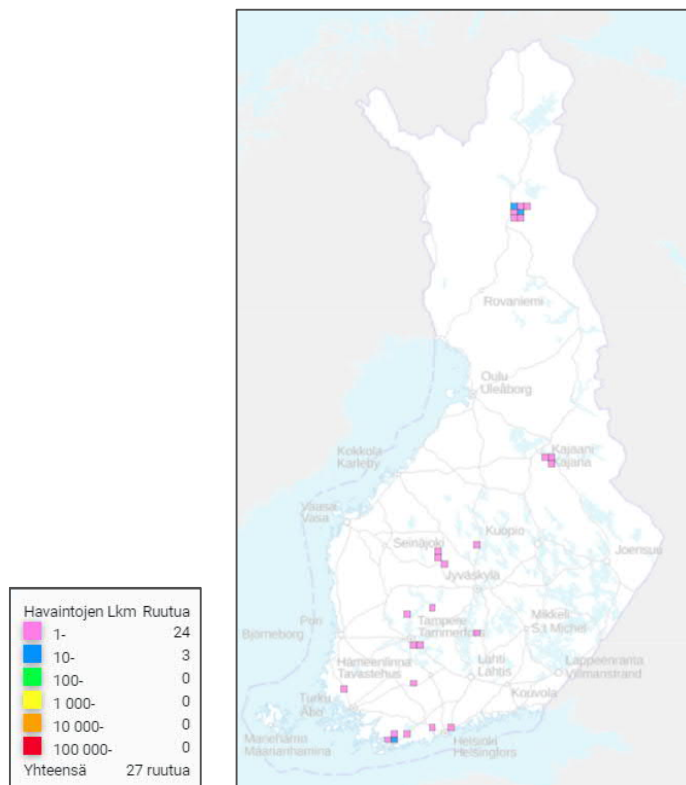 Rovaniemi
Oulu
Uleåborg
Kajaani
Kajana
Kokkola
Karleby
Vaasa
Vasa
Kuopio
Seinäjoki
Joensuu
Jyväskylä
Mikkeli
S:t Michel
Pori
Björneborg
Tampere
Tammerfors
Hämeenlinna
Tavastehus
Lahti
Lahtis
Lappeenranta
Villmanstrand
Kouvola
Turku
Åbo
Maarianhamina
Helsinki
Helsingfors
Havaintojen Lkm Ruutua
1- 24
10- 3
100- 0
1 000- 0
10 000- 0
100 000- 0
Yhteensä 27 ruutua